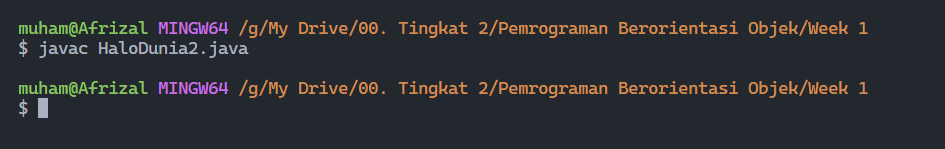 muham@Afrizal MINGW64 /g/My Drive/00. Tingkat 2/Pemrograman Berorientasi Objek/Week 1
$ javac HaloDunia2.java
muham@Afrizal MINGW64 /g/My Drive/00. Tingkat 2/Pemrograman Berorientasi Objek/Week 1
$